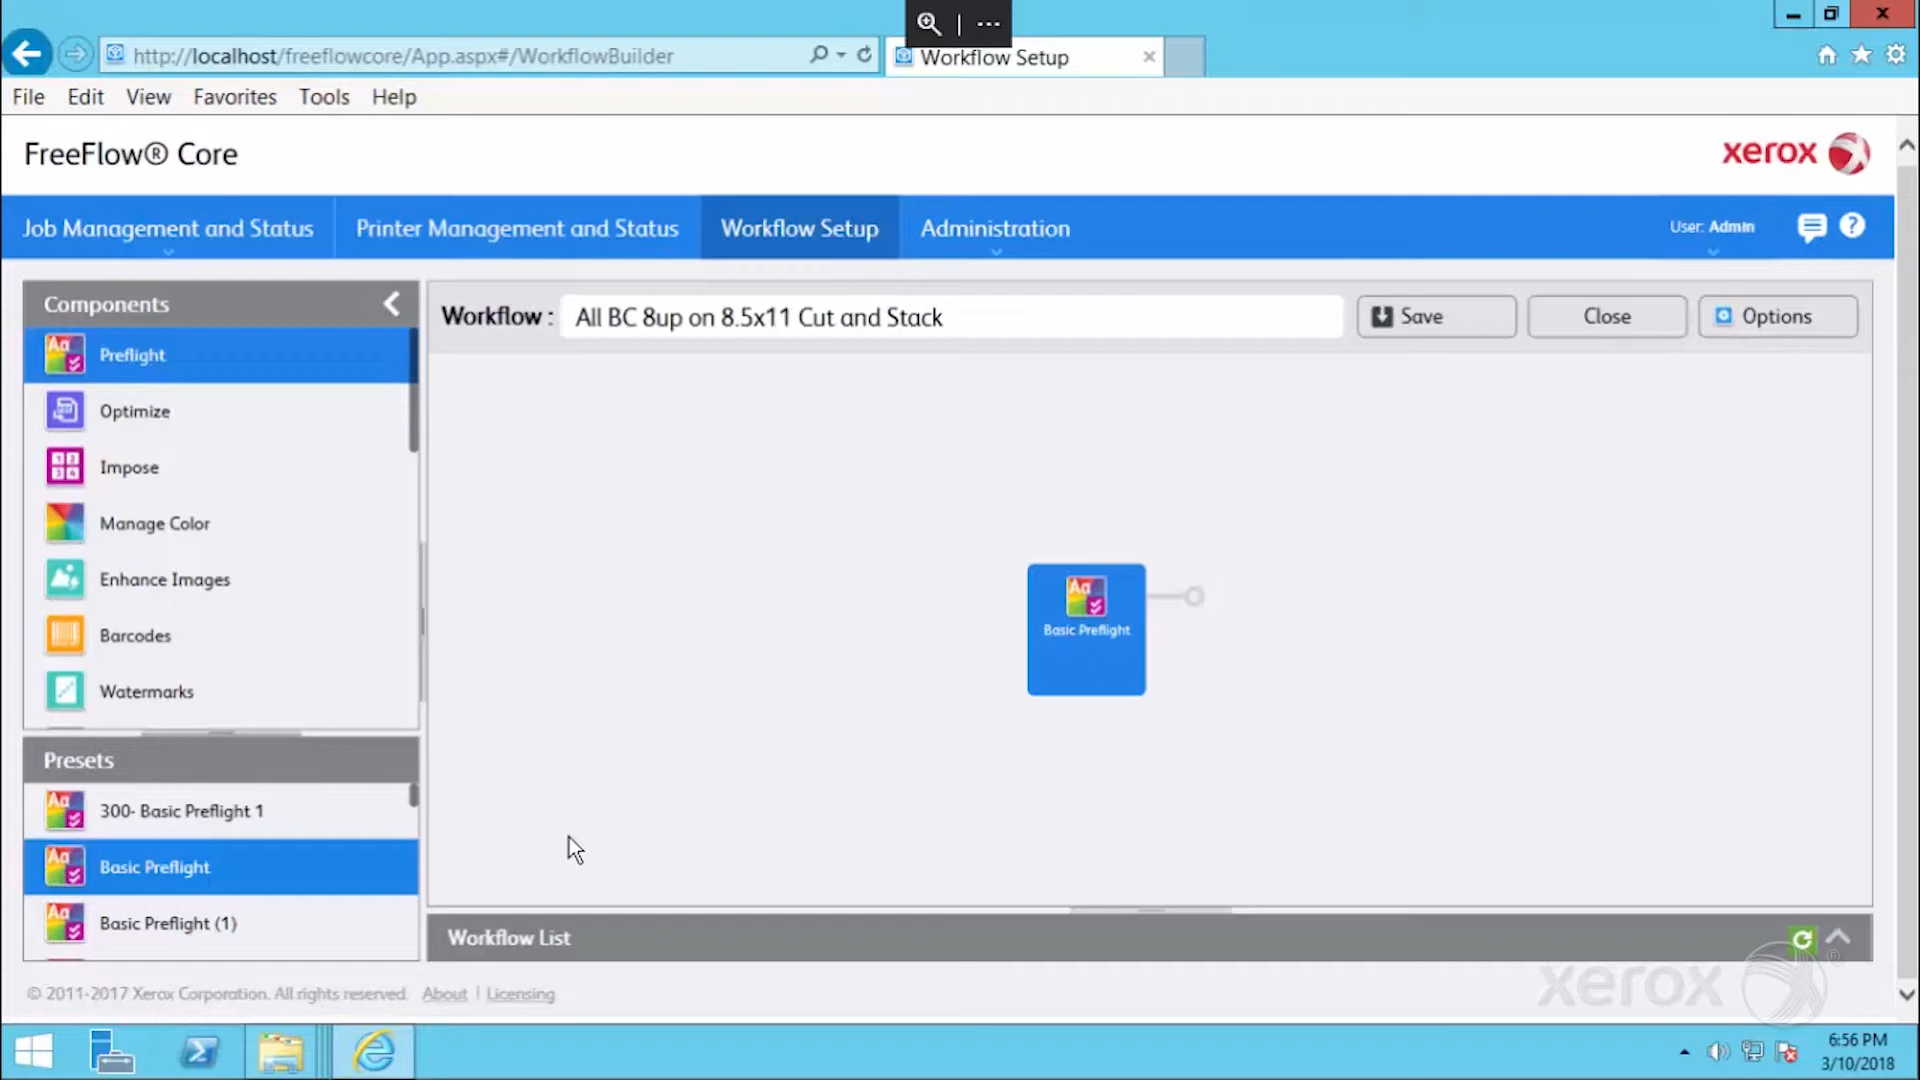 http://localhost/freeflowcore/App.aspx#/WorkflowBuilder
Workflow Setup
File Edit View Favorites Tools Help
FreeFlow® Core
xerox
Job Management and Status
Printer Management and Status
Workflow Setup
Administration
User: Admin
Components
Preflight
Optimize
Impose
Manage Color
Enhance Images
Barcodes
Watermarks
Presets
300- Basic Preflight 1
Basic Preflight
Basic Preflight (1)
Workflow : All BC 8up on 8.5x11 Cut and Stack
Save
Close
Options
Basic Preflight
Workflow List
xerox ®
© 2011-2017 Xerox Corporation. All rights reserved. About | Licensing
6:56 PM
3/10/2018